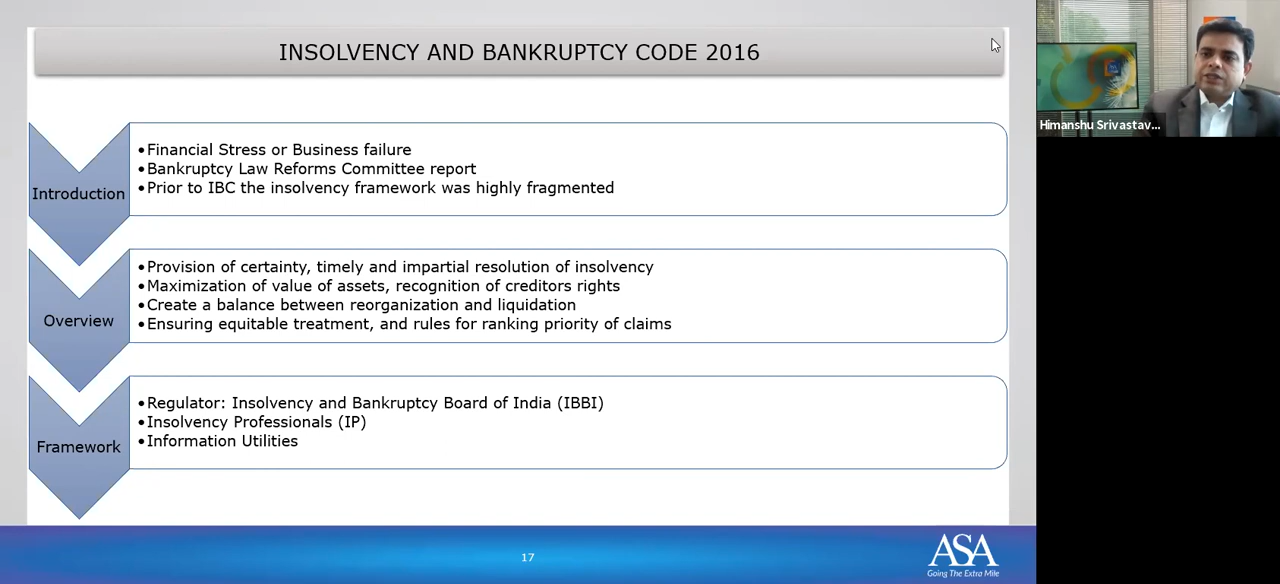 INSOLVENCY AND BANKRUPTCY CODE 2016
Introduction
•Financial Stress or Business failure
•Bankruptcy Law Reforms Committee report
•Prior to IBC the insolvency framework was highly fragmented
Overview
•Provision of certainty, timely and impartial resolution of insolvency
•Maximization of value of assets, recognition of creditors rights
•Create a balance between reorganization and liquidation
•Ensuring equitable treatment, and rules for ranking priority of claims
Framework
•Regulator: Insolvency and Bankruptcy Board of India (IBBI)
•Insolvency Professionals (IP)
•Information Utilities
17
ASA
Going The Extra Mile
Himanshu Srivastav...